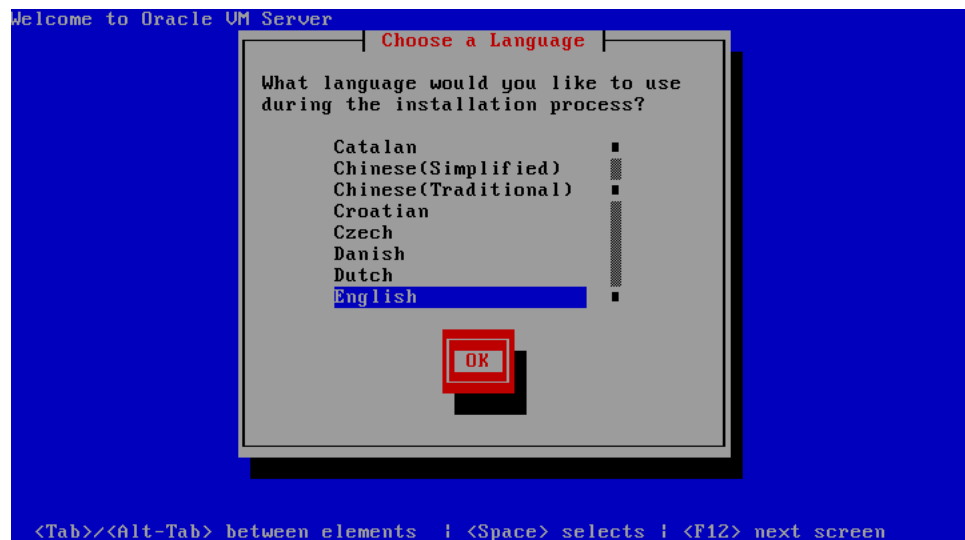 Welcome to Oracle VM Server
Choose a Language
What language would you like to use
during the installation process?
Catalan
Chinese(Simplified)
Chinese(Traditional)
Croatian
Czech
Danish
Dutch
English
OK
<Tab>/<Alt-Tab> between elements | <Space> selects | <F12> next screen